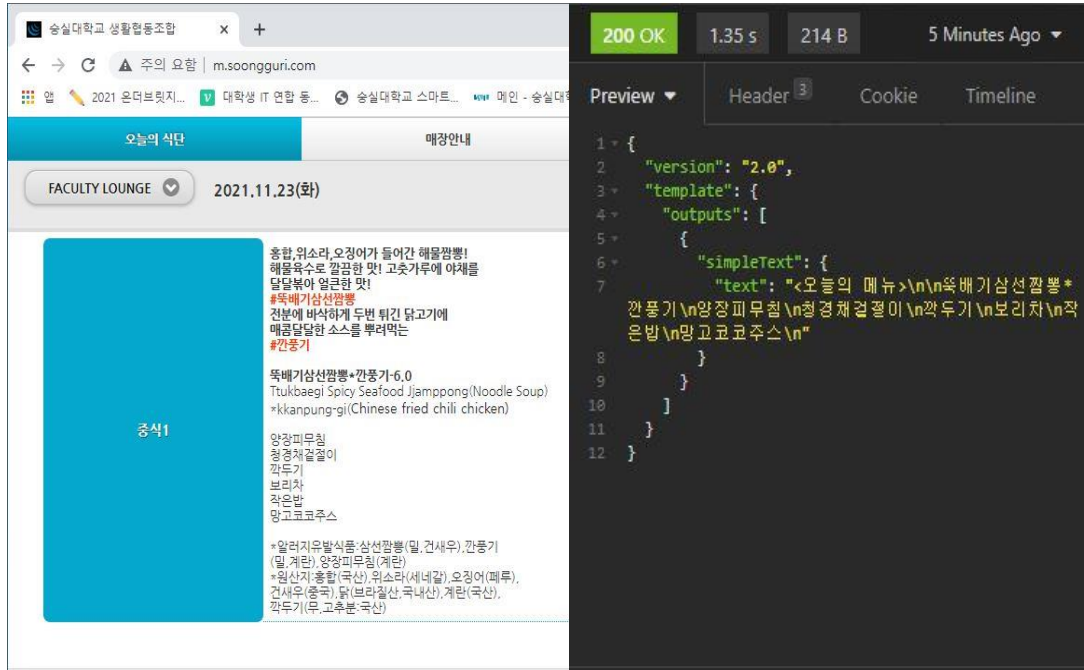 숭실대학교 생활협동조합
주의 요함 | m.soongguri.com
앱 2021 온더브릿지... 대학생 IT 연합 동... 숭실대학교 스마트... 메인 - 숭실대
오늘의 식단 매장안내
FACULTY LOUNGE 2021.11.23(화)
중식1
홍합,위소라,오징어가 들어간 해물짬뽕!
해물육수로 깔끔한 맛! 고춧가루에 야채를
달달볶아 얼큰한 맛!
#뚝배기삼선짬뽕
전분에 바삭하게 두번 튀긴 닭고기에
매콤달달한 소스를 뿌려먹는
#깐풍기
뚝배기삼선짬뽕*깐풍기-6.0
Ttukbaegi Spicy Seafood Jjamppong(Noodle Soup)
*kkanpung-gi(Chinese fried chili chicken)
양장피무침
청경채겉절이
깍두기
보리차
작은밥
망고코코주스
*알러지유발식품:삼선짬뽕(밀,건새우),깐풍기
(밀,계란),양장피무침(계란)
*원산지:홍합(국산),위소라(세네갈),오징어(페루),
건새우(중국),닭(브라질산,국내산),계란(국산),
깍두기(무,고추분:국산)
200 OK 1.35 s 214 B 5 Minutes Ago
Preview Header 3 Cookie Timeline
1 {
2 "version": "2.0",
3 "template": {
4 "outputs": [
5 {
6 "simpleText": {
7 "text": "<오늘의 메뉴>\n\n뚝배기삼선짬뽕*
깐풍기\n양장피무침\n청경채겉절이\n깍두기\n보리차\n작
은밥\n망고코코주스\n"
8 }
9 }
10 ]
11 }
12 }